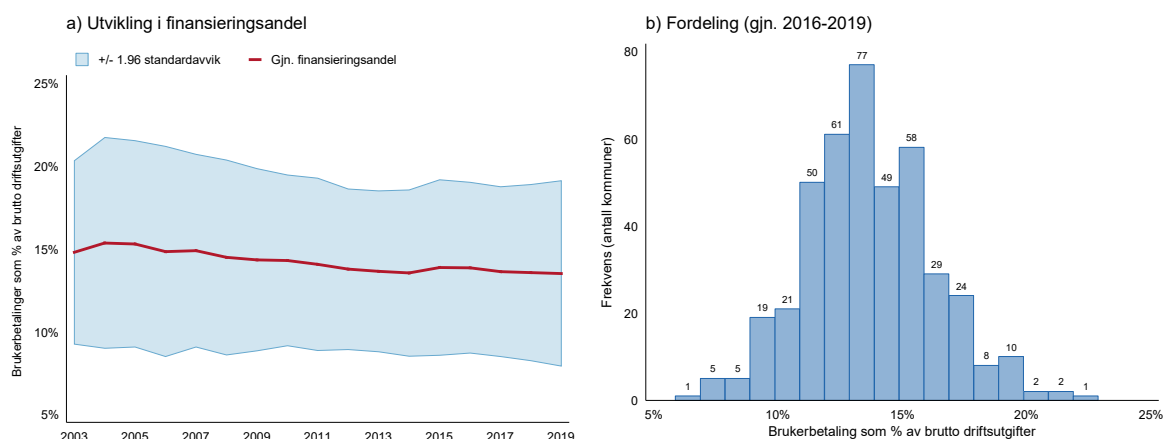 a) Utvikling i finansieringsandel
+/- 1.96 standardavvik
Gjn. finansieringsandel
Brukerbetalinger som % av brutto driftsutgifter
25%
20%
15%
10%
5%
2003 2005 2007 2009 2011 2013 2015 2017 2019
b) Fordeling (gjn. 2016-2019)
Frekvens (antall kommuner)
80
60
40
20
0
1 5 5 19 21 50 61 77 49 58 29 24 8 10 2 2 1
5% 10% 15% 20% 25%
Brukerbetaling som % av brutto driftsutgifter